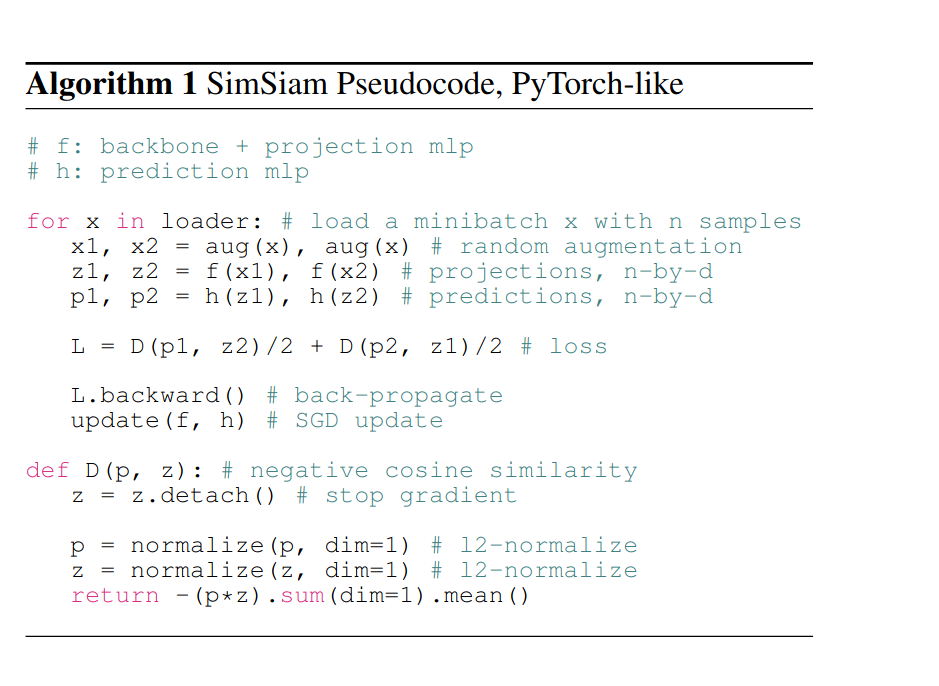 Algorithm 1 SimSiam Pseudocode, PyTorch-like
# f: backbone + projection mlp
# h: prediction mlp
for x in loader: # load a minibatch x with n samples
x1, x2 = aug(x), aug(x) # random augmentation
z1, z2 = f(x1), f(x2) # projections, n-by-d
p1, p2 = h(z1), h(z2) # predictions, n-by-d
L = D(p1, z2)/2 + D(p2, z1)/2 # loss
L.backward() # back-propagate
update(f, h) # SGD update
def D(p, z): # negative cosine similarity
z = z.detach() # stop gradient
p = normalize(p, dim=1) # l2-normalize
z = normalize(z, dim=1) # l2-normalize
return -(p*z).sum(dim=1).mean()